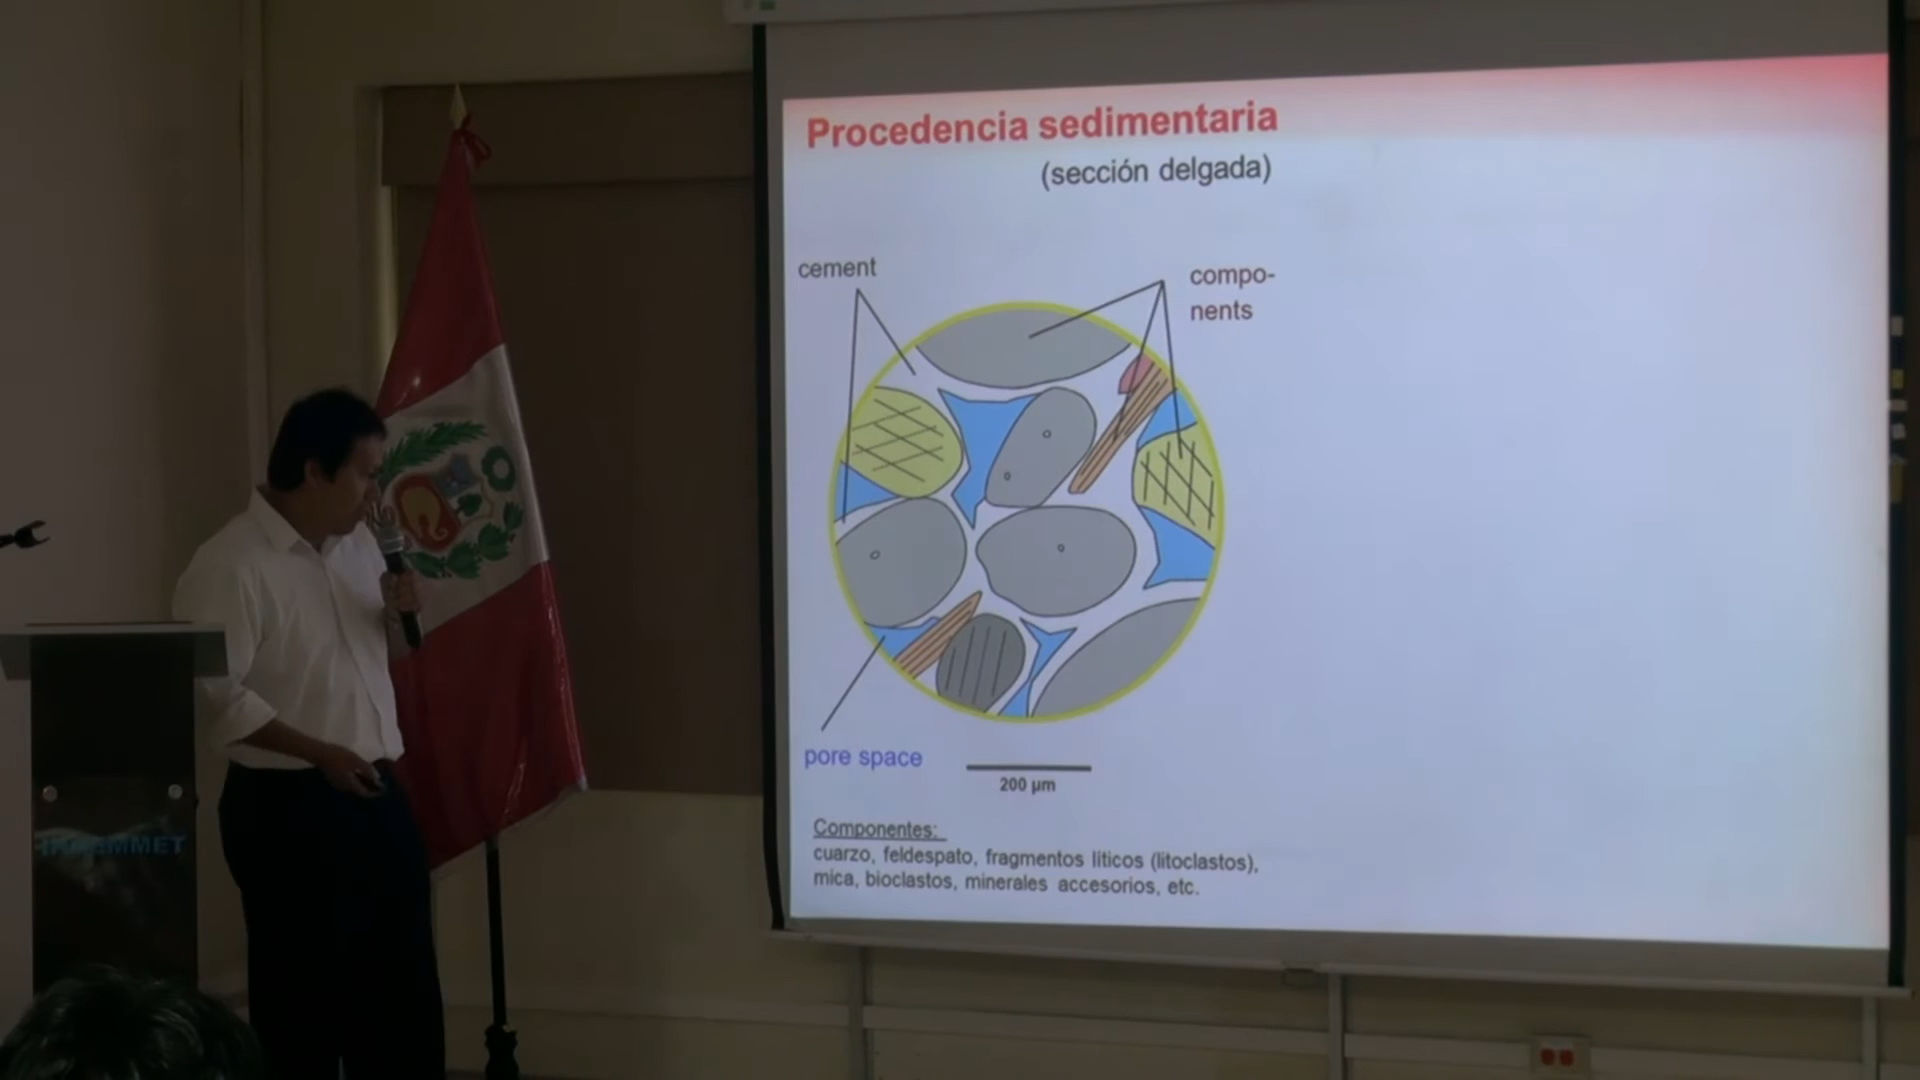 Procedencia sedimentaria
(sección delgada)
cement
compo-
nents
pore space
200 µm
Componentes:
cuarzo, feldespato, fragmentos líticos (litoclastos),
mica, bioclastos, minerales accesorios, etc.
INGEMMET